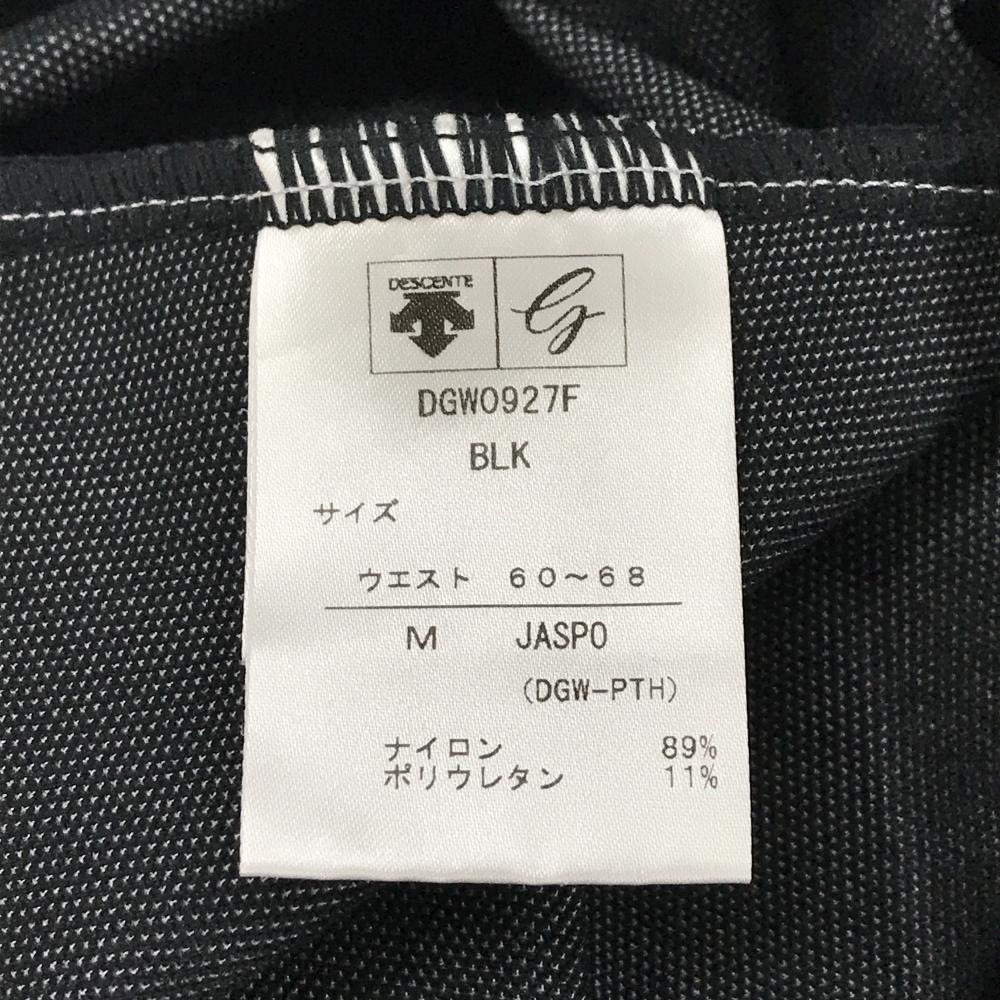 DESCENTE G
DGW0927F
BLK
サイズ
ウエスト 60～68
M JASPO
(DGW-PTH)
ナイロン 89%
ポリウレタン 11%